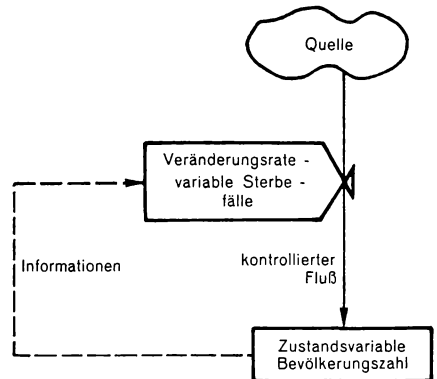 Quelle
Veränderungsrate -
variable Sterbe -
fälle
Informationen
kontrollierter
Fluß
Zustandsvariable
Bevölkerungszahl